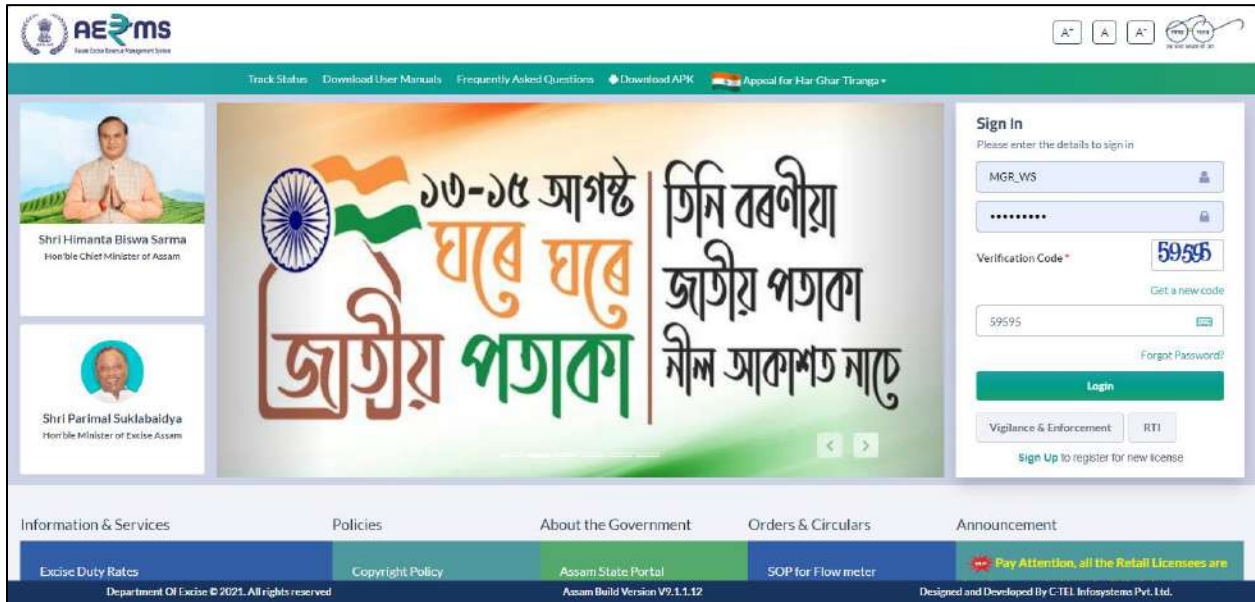 AERMS
Assam Excise Revenue Management System
A+ A A-
Track Status Download User Manuals Frequently Asked Questions Download APK Appeal for Har Ghar Tiranga
Shri Himanta Biswa Sarma
Hon'ble Chief Minister of Assam
Shri Parimal Suklabaidya
Hon'ble Minister of Excise Assam
১৩-১৫ আগষ্ট
ঘৰে ঘৰে
জাতীয় পতাকা
তিনি বৰণীয়া
জাতীয় পতাকা
নীল আকাশত নাচে
Sign In
Please enter the details to sign in
MGR_WS
•••••••••
Verification Code *
59595
Get a new code
59595
Forgot Password?
Login
Vigilance & Enforcement RTI
Sign Up to register for new license
Information & Services Policies About the Government Orders & Circulars Announcement
Excise Duty Rates Copyright Policy Assam State Portal SOP for Flow meter Pay Attention, all the Retail Licensees are
Department Of Excise © 2021. All rights reserved Assam Build Version V9.1.1.12 Designed and Developed By C-TEL Infosystems Pvt. Ltd.